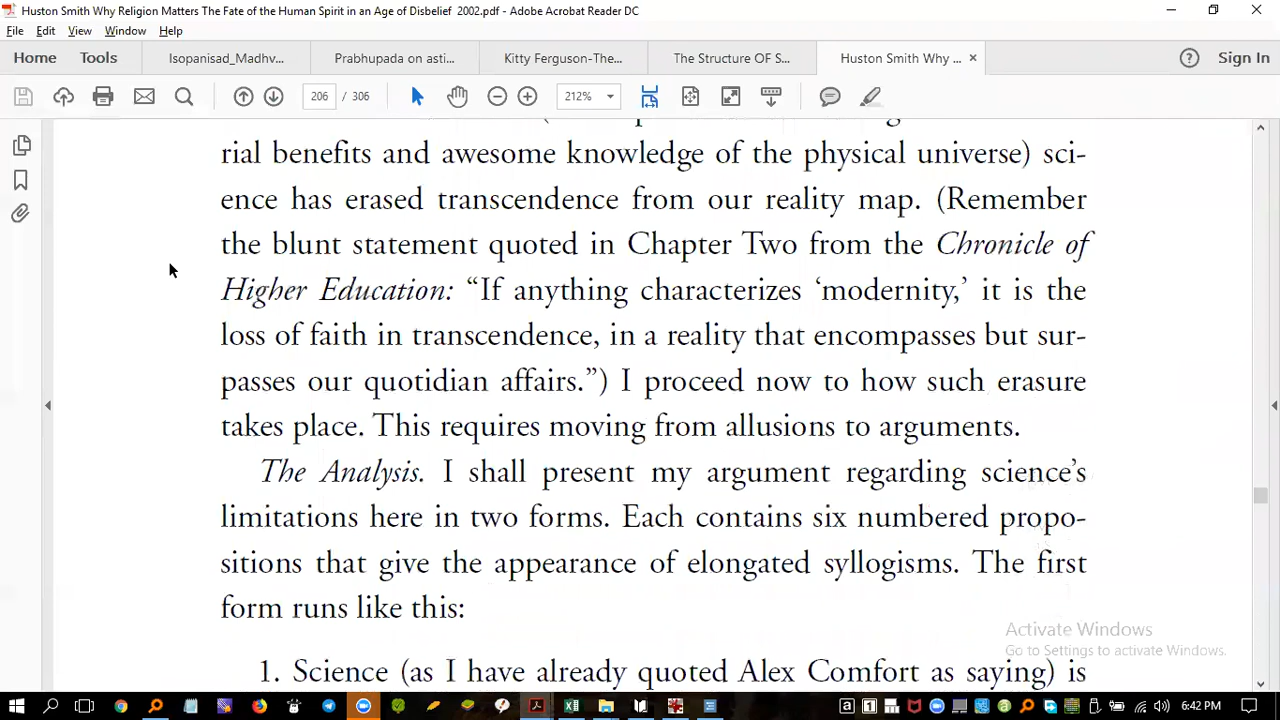 Huston Smith Why Religion Matters The Fate of the Human Spirit in an Age of Disbelief 2002.pdf - Adobe Acrobat Reader DC
File Edit View Window Help
Home Tools Isopanisad_Madhv... Prabhupada on asti... Kitty Ferguson-The... The Structure OF S... Huston Smith Why ... × Sign In
206 / 306 212%
rial benefits and awesome knowledge of the physical universe) sci-
ence has erased transcendence from our reality map. (Remember
the blunt statement quoted in Chapter Two from the Chronicle of
Higher Education: “If anything characterizes ‘modernity,’ it is the
loss of faith in transcendence, in a reality that encompasses but sur-
passes our quotidian affairs.”) I proceed now to how such erasure
takes place. This requires moving from allusions to arguments.
The Analysis. I shall present my argument regarding science’s
limitations here in two forms. Each contains six numbered propo-
sitions that give the appearance of elongated syllogisms. The first
form runs like this:
1. Science (as I have already quoted Alex Comfort as saying) is
Activate Windows
Go to Settings to activate Windows.
6:42 PM